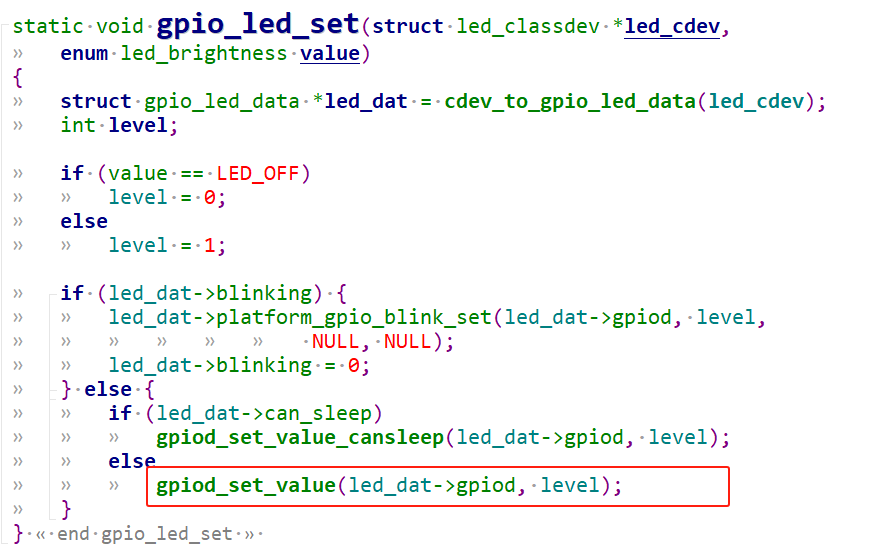 static void gpio_led_set(struct led_classdev *led_cdev,
    enum led_brightness value)
{
    struct gpio_led_data *led_dat = cdev_to_gpio_led_data(led_cdev);
    int level;

    if (value == LED_OFF)
        level = 0;
    else
        level = 1;

    if (led_dat->blinking) {
        led_dat->platform_gpio_blink_set(led_dat->gpiod, level,
                         NULL, NULL);
        led_dat->blinking = 0;
    } else {
        if (led_dat->can_sleep)
            gpiod_set_value_cansleep(led_dat->gpiod, level);
        else
            gpiod_set_value(led_dat->gpiod, level);
    }
} « end gpio_led_set »